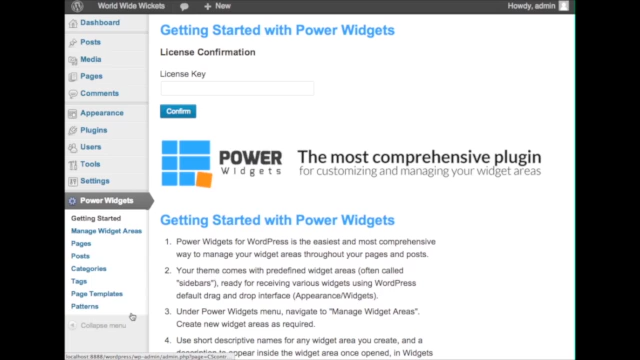 World Wide Wickets
+ New
Howdy, admin
Dashboard
Posts
Media
Pages
Comments
Appearance
Plugins
Users
Tools
Settings
Power Widgets
Getting Started
Manage Widget Areas
Pages
Posts
Categories
Tags
Page Templates
Patterns
Collapse menu
Getting Started with Power Widgets
License Confirmation
License Key
Confirm
POWER
Widgets
The most comprehensive plugin
for customizing and managing your widget areas
Getting Started with Power Widgets
1. Power Widgets for WordPress is the easiest and most comprehensive
way to manage your widget areas throughout your pages and posts.
2. Your theme comes with predefined widget areas (often called
"sidebars"), ready for receiving various widgets using WordPress
default drag and drop interface (Appearance/Widgets).
3. Under Power Widgets menu, navigate to "Manage Widget Areas".
Create new widget areas as required.
4. Use short descriptive names for any widget area you create, and a
description to appear inside the widget area once opened, in Widgets